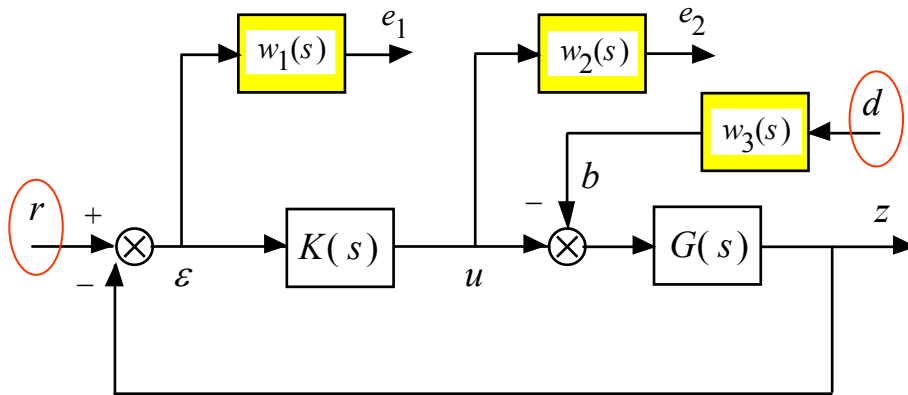 e₁
e₂
w₁(s)
w₂(s)
d
w₃(s)
r
+
b
−
z
K(s)
G(s)
−
ε
u